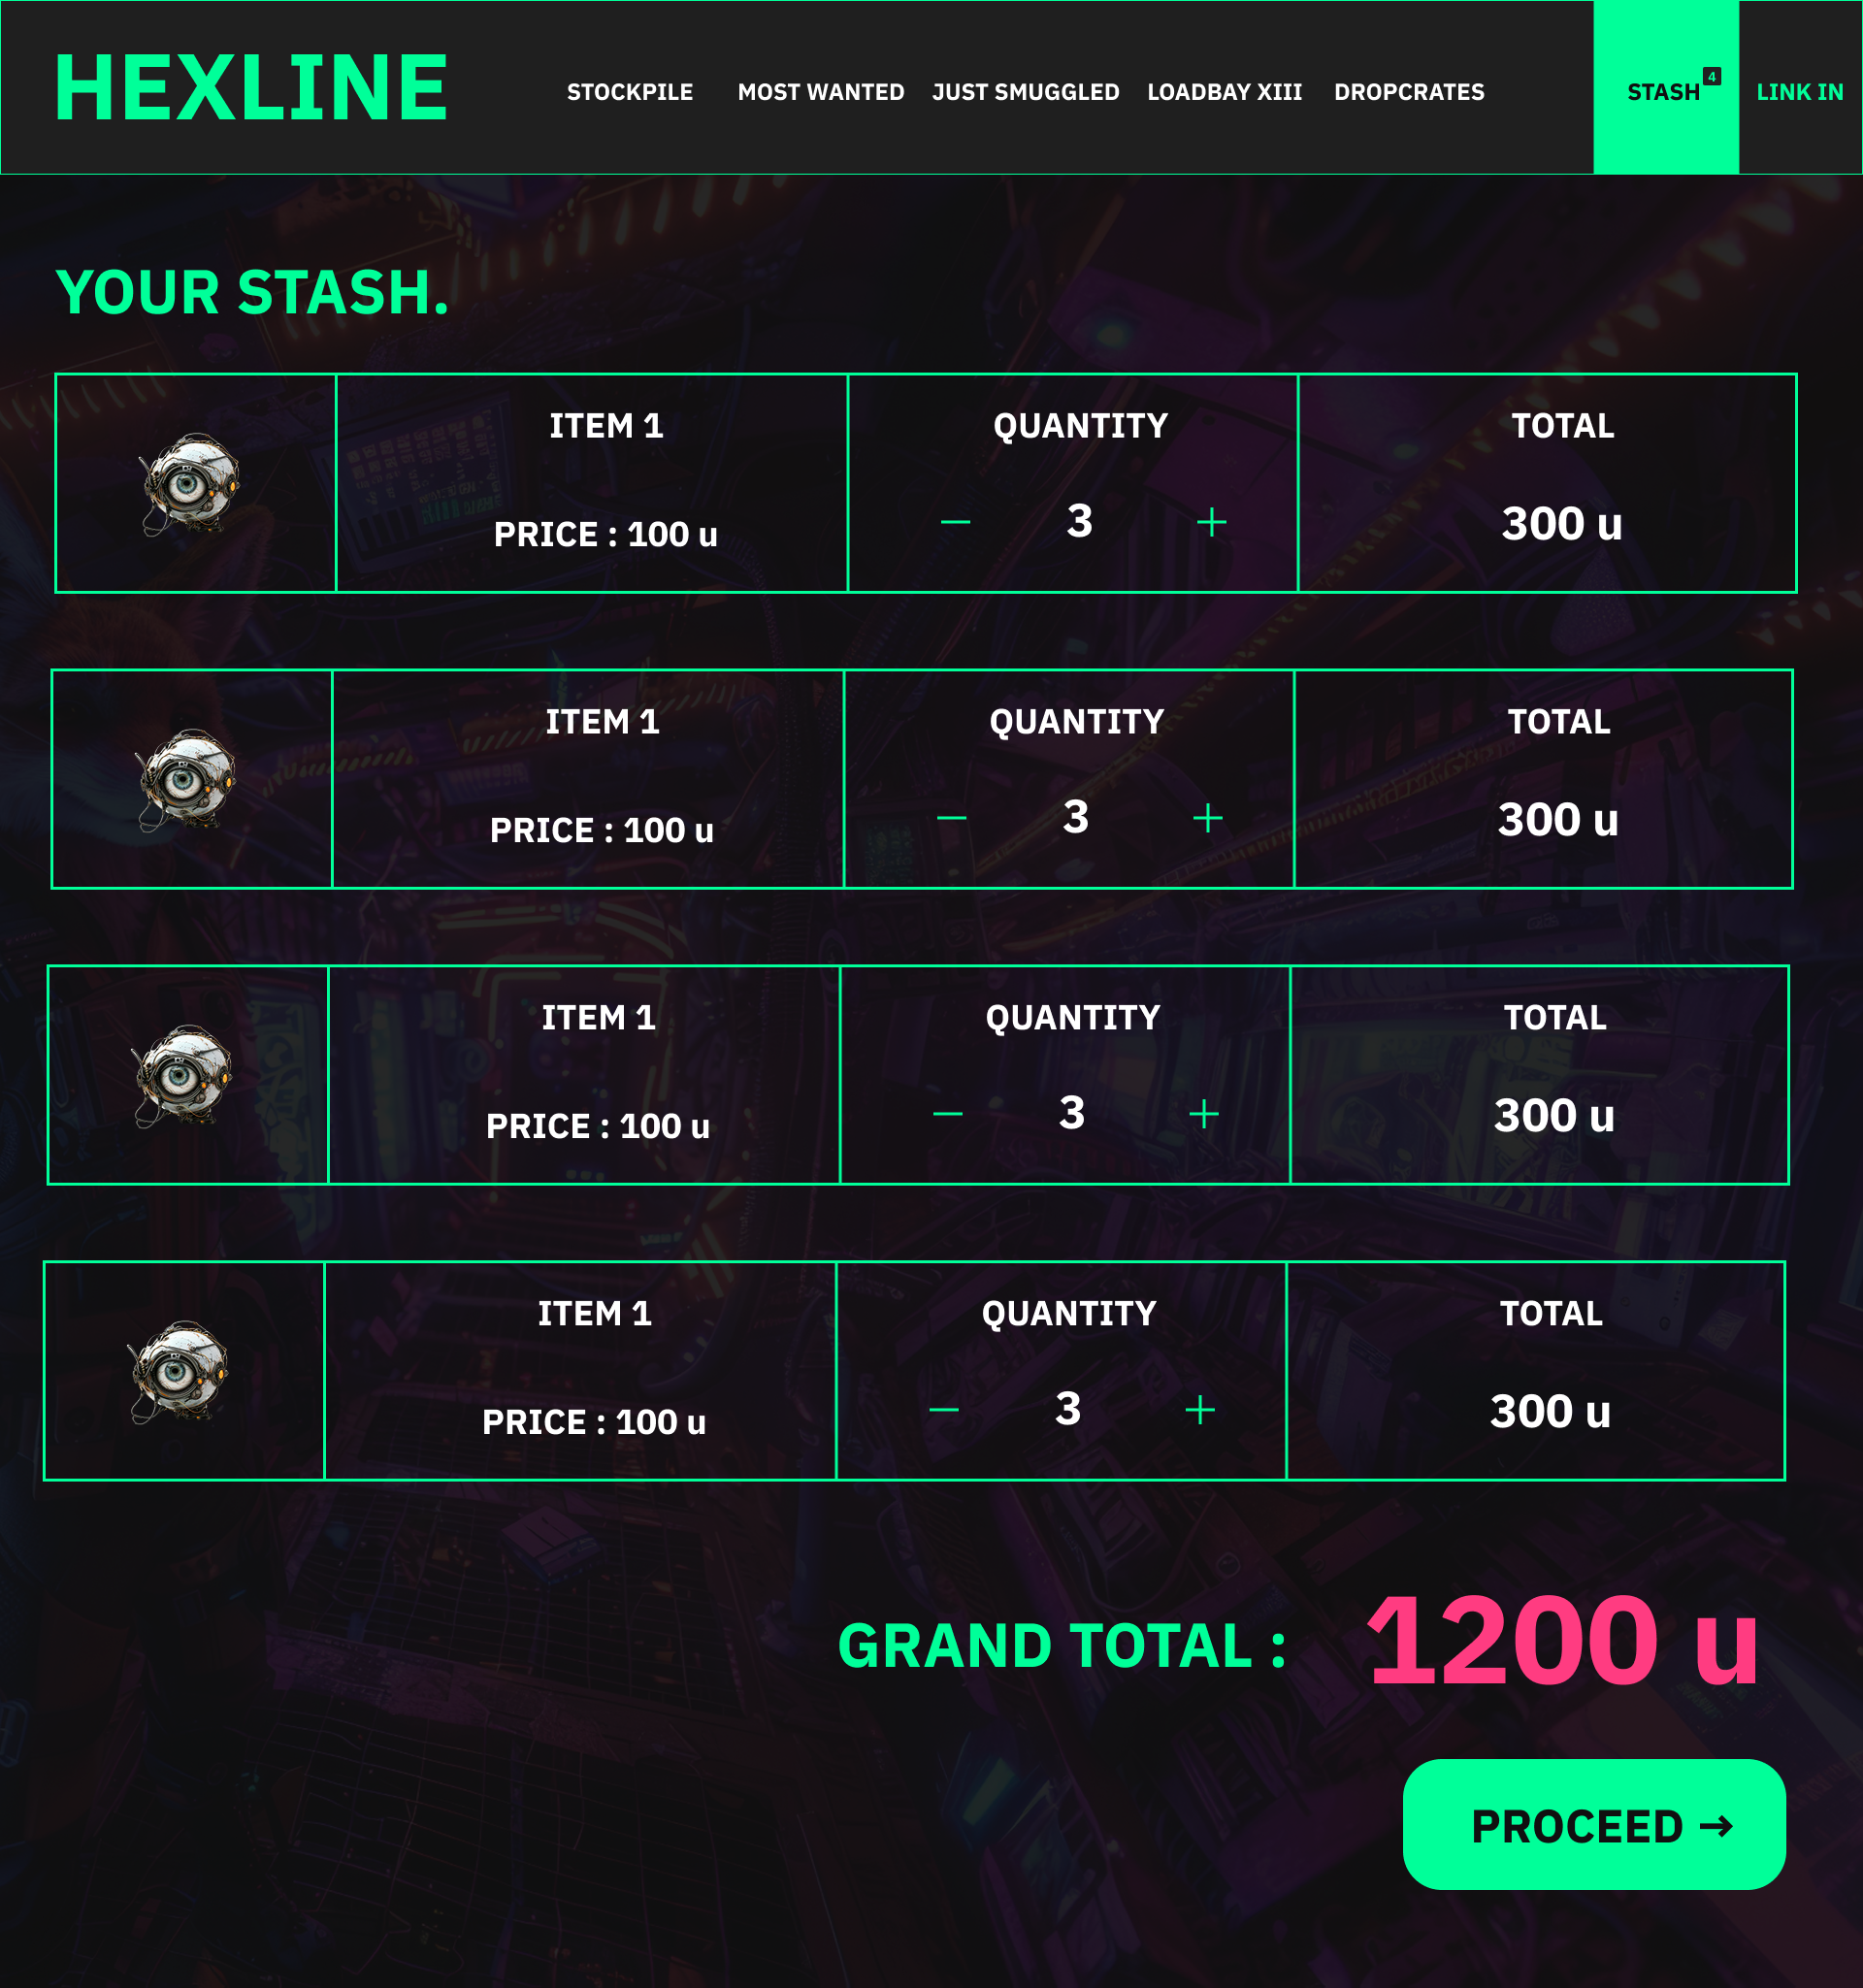 HEXLINE STOCKPILE MOST WANTED JUST SMUGGLED LOADBAY XIII DROPCRATES STASH 4 LINK IN
YOUR STASH.
ITEM 1 QUANTITY TOTAL
PRICE : 100 u − 3 + 300 u
ITEM 1 QUANTITY TOTAL
PRICE : 100 u − 3 + 300 u
ITEM 1 QUANTITY TOTAL
PRICE : 100 u − 3 + 300 u
ITEM 1 QUANTITY TOTAL
PRICE : 100 u − 3 + 300 u
GRAND TOTAL : 1200 u
PROCEED →